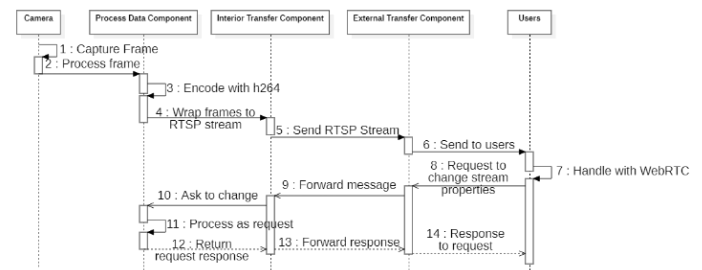 Camera
Process Data Component
Interior Transfer Component
External Transfer Component
Users
1 : Capture Frame
2 : Process frame
3 : Encode with h264
4 : Wrap frames to
RTSP stream
5 : Send RTSP Stream
6 : Send to users
7 : Handle with WebRTC
8 : Request to
change stream
properties
9 : Forward message
10 : Ask to change
11 : Process as request
12 : Return
request response
13 : Forward response
14 : Response
to request